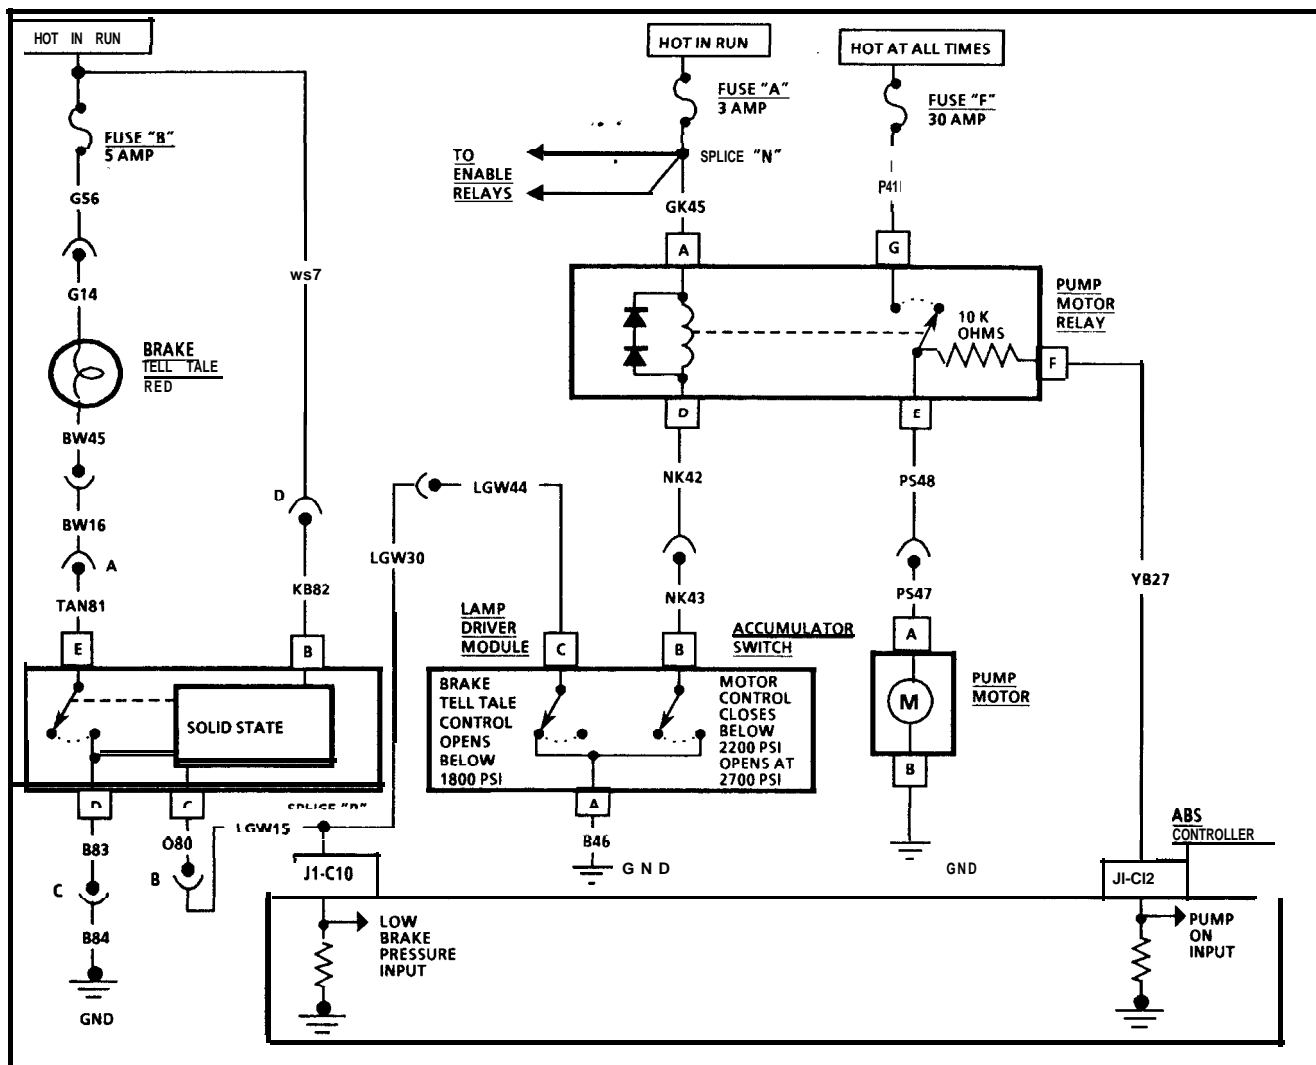 HOT IN RUN
HOT IN RUN
HOT AT ALL TIMES
FUSE "A"
3 AMP
FUSE "F"
30 AMP
FUSE "B"
5 AMP
TO
ENABLE
RELAYS
SPLICE "N"
G56
GK45
P41
A
G
ws7
G14
PUMP
MOTOR
RELAY
10 K
OHMS
BRAKE
TELL TALE
RED
F
D
E
BW45
NK42
PS48
D
LGW44
BW16
A
LGW30
YB27
KB82
TAN81
NK43
PS47
LAMP
DRIVER
MODULE
ACCUMULATOR
SWITCH
E
B
C
B
A
BRAKE
TELL TALE
CONTROL
OPENS
BELOW
1800 PSI
MOTOR
CONTROL
CLOSES
BELOW
2200 PSI
OPENS AT
2700 PSI
PUMP
MOTOR
M
SOLID STATE
B
D
C
A
LGW15
B83
O80
B46
GND
GND
ABS
CONTROLLER
C
B
J1-C10
JI-CI2
B84
LOW
BRAKE
PRESSURE
INPUT
PUMP
ON
INPUT
GND